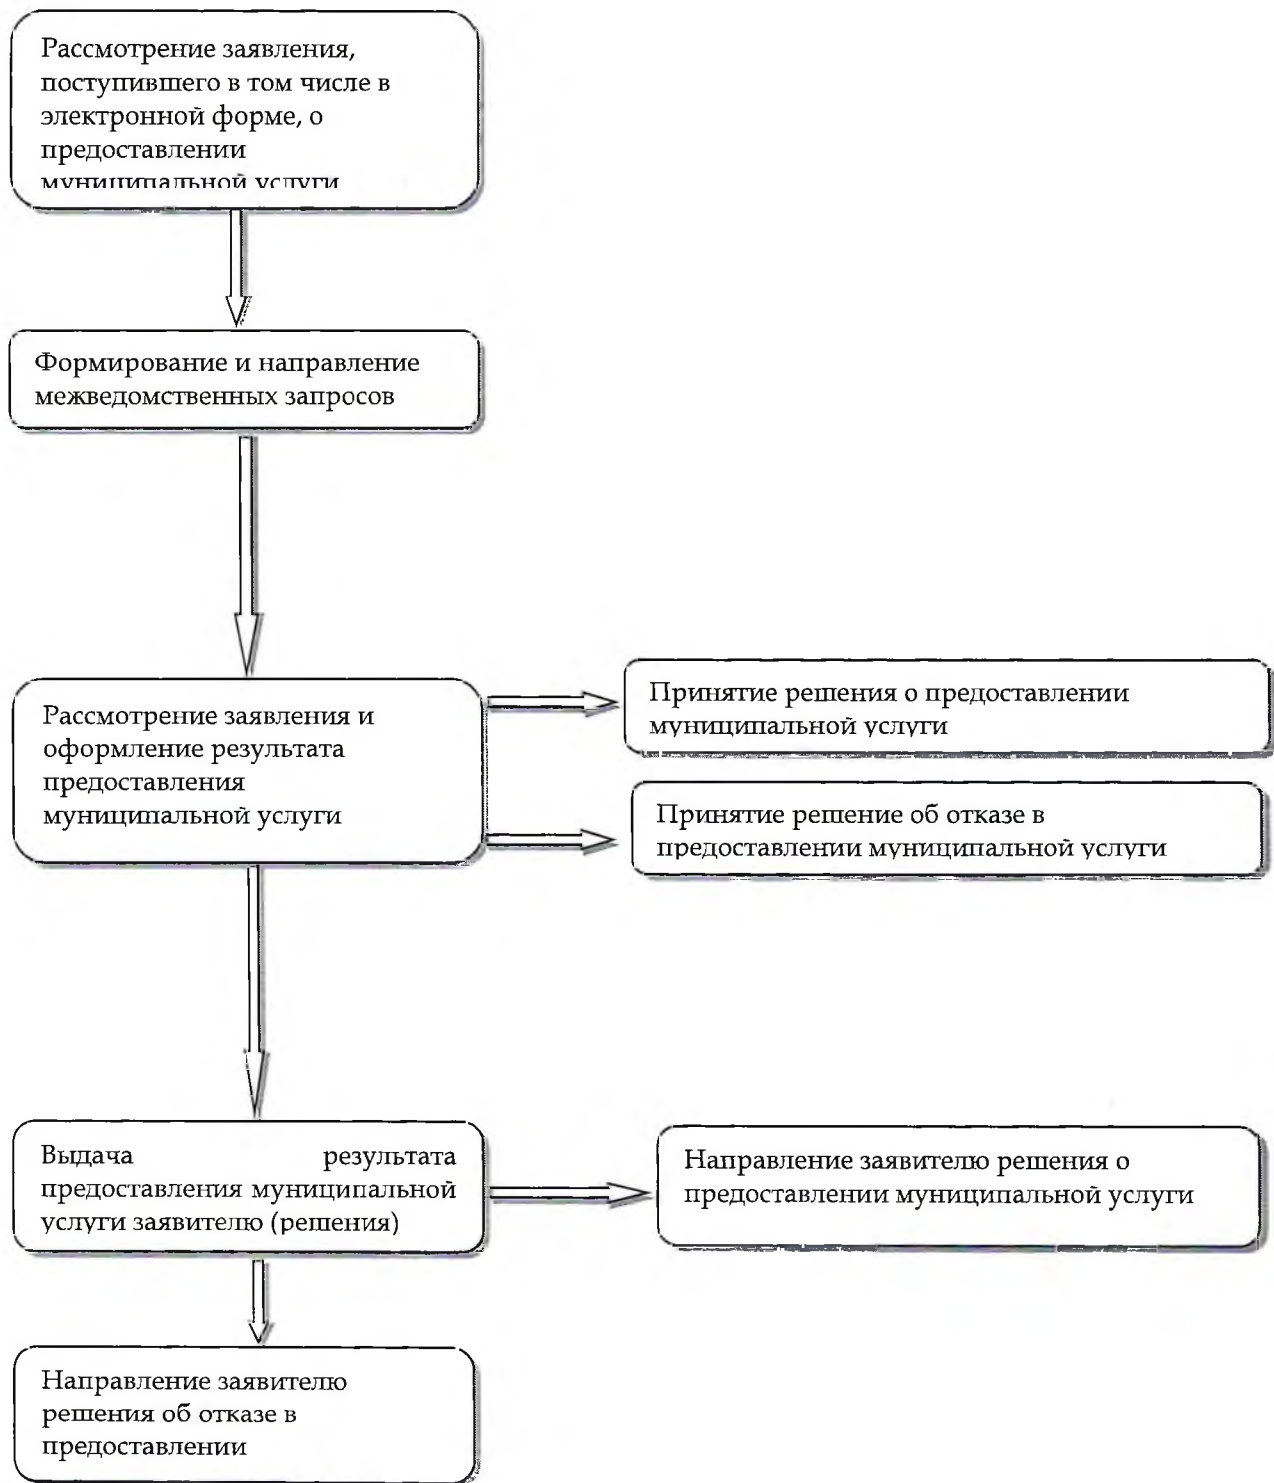 Рассмотрение заявления,
поступившего в том числе в
электронной форме, о
предоставлении
муниципальной услуги
Формирование и направление
межведомственных запросов
Рассмотрение заявления и
оформление результата
предоставления
муниципальной услуги
Принятие решения о предоставлении
муниципальной услуги
Принятие решение об отказе в
предоставлении муниципальной услуги
Выдача результата
предоставления муниципальной
услуги заявителю (решения)
Направление заявителю решения о
предоставлении муниципальной услуги
Направление заявителю
решения об отказе в
предоставлении